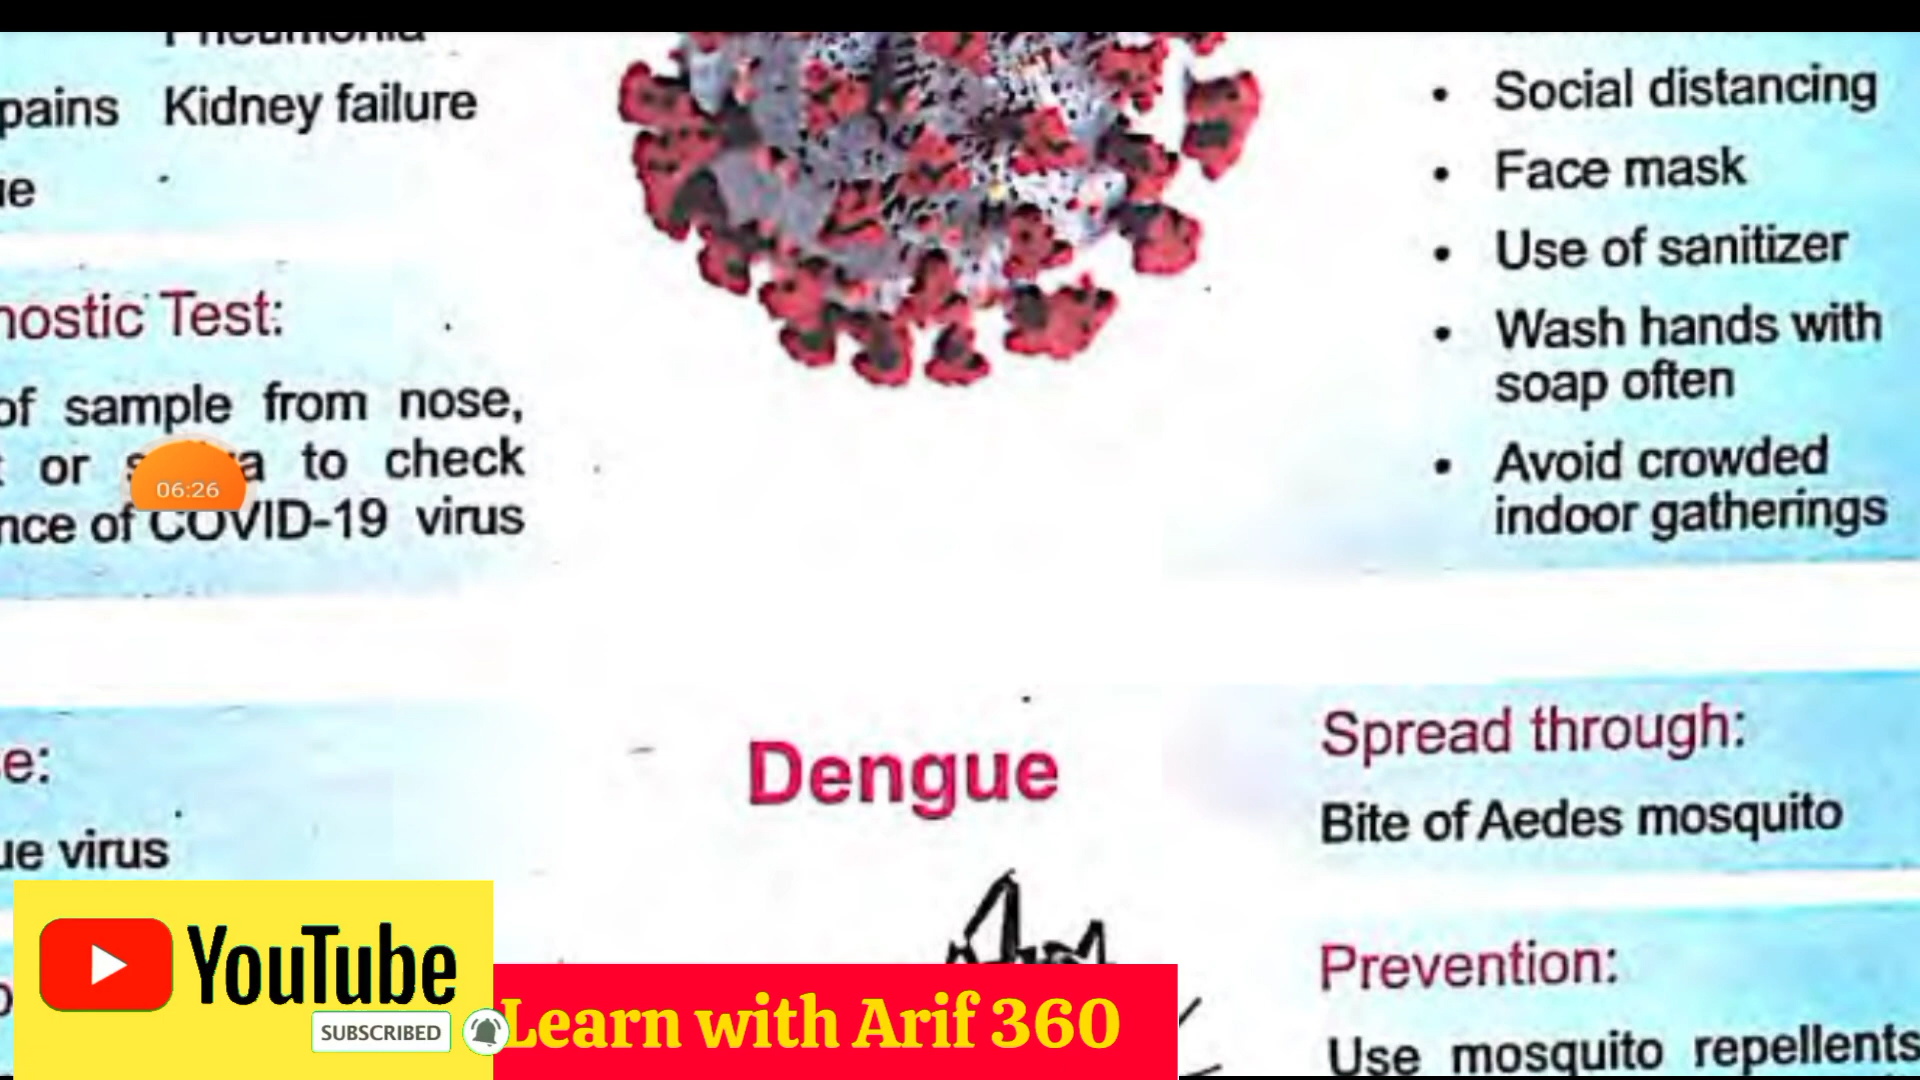 Pneumonia
pains Kidney failure
ue
nostic Test:
of sample from nose,
or to check
nce of COVID-19 virus
06:26
• Social distancing
• Face mask
• Use of sanitizer
• Wash hands with
soap often
• Avoid crowded
indoor gatherings
e:
ue virus
Dengue
Spread through:
Bite of Aedes mosquito
Prevention:
Use mosquito repellents
YouTube
SUBSCRIBED
Learn with Arif 360